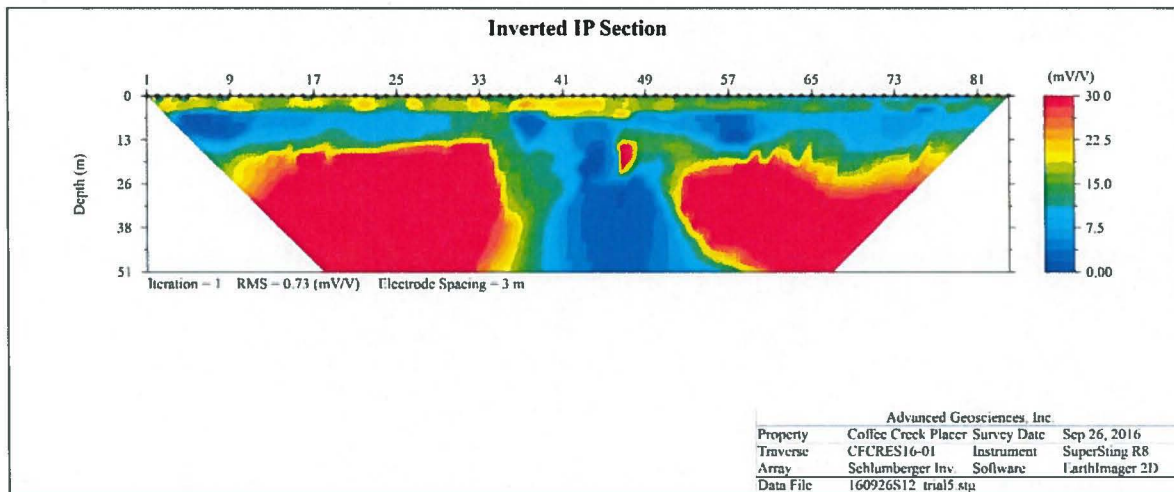 Inverted IP Section
1 9 17 25 33 41 49 57 65 73 81 (mV/V)
0 30.0
13 22.5
Depth (m) 26 15.0
38 7.5
51 0.00
Iteration = 1 RMS = 0.73 (mV/V) Electrode Spacing = 3 m
Advanced Geosciences, Inc.
Property Coffee Creek Placer Survey Date Sep 26, 2016
Traverse CFCRES16-01 Instrument SuperSting R8
Array Schlumberger Inv. Software EarthImager 2D
Data File 160926S12_trial5.stg